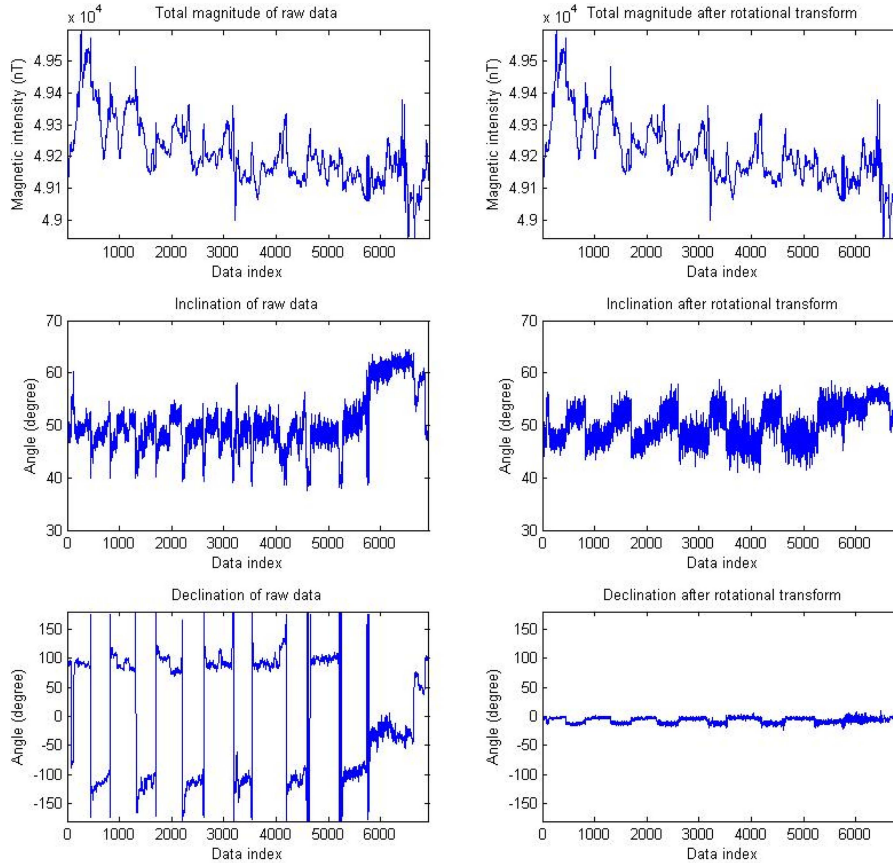 Total magnitude of raw data
x 10^4
4.95
4.94
4.93
4.92
4.91
4.9
Magnetic intensity (nT)
1000 2000 3000 4000 5000 6000
Data index
Total magnitude after rotational transform
x 10^4
4.95
4.94
4.93
4.92
4.91
4.9
Magnetic intensity (nT)
1000 2000 3000 4000 5000 6000
Data index
Inclination of raw data
70
60
50
40
30
Angle (degree)
0 1000 2000 3000 4000 5000 6000
Data index
Inclination after rotational transform
70
60
50
40
30
Angle (degree)
0 1000 2000 3000 4000 5000 6000
Data index
Declination of raw data
150
100
50
0
-50
-100
-150
Angle (degree)
0 1000 2000 3000 4000 5000 6000
Data index
Declination after rotational transform
150
100
50
0
-50
-100
-150
Angle (degree)
0 1000 2000 3000 4000 5000 6000
Data index